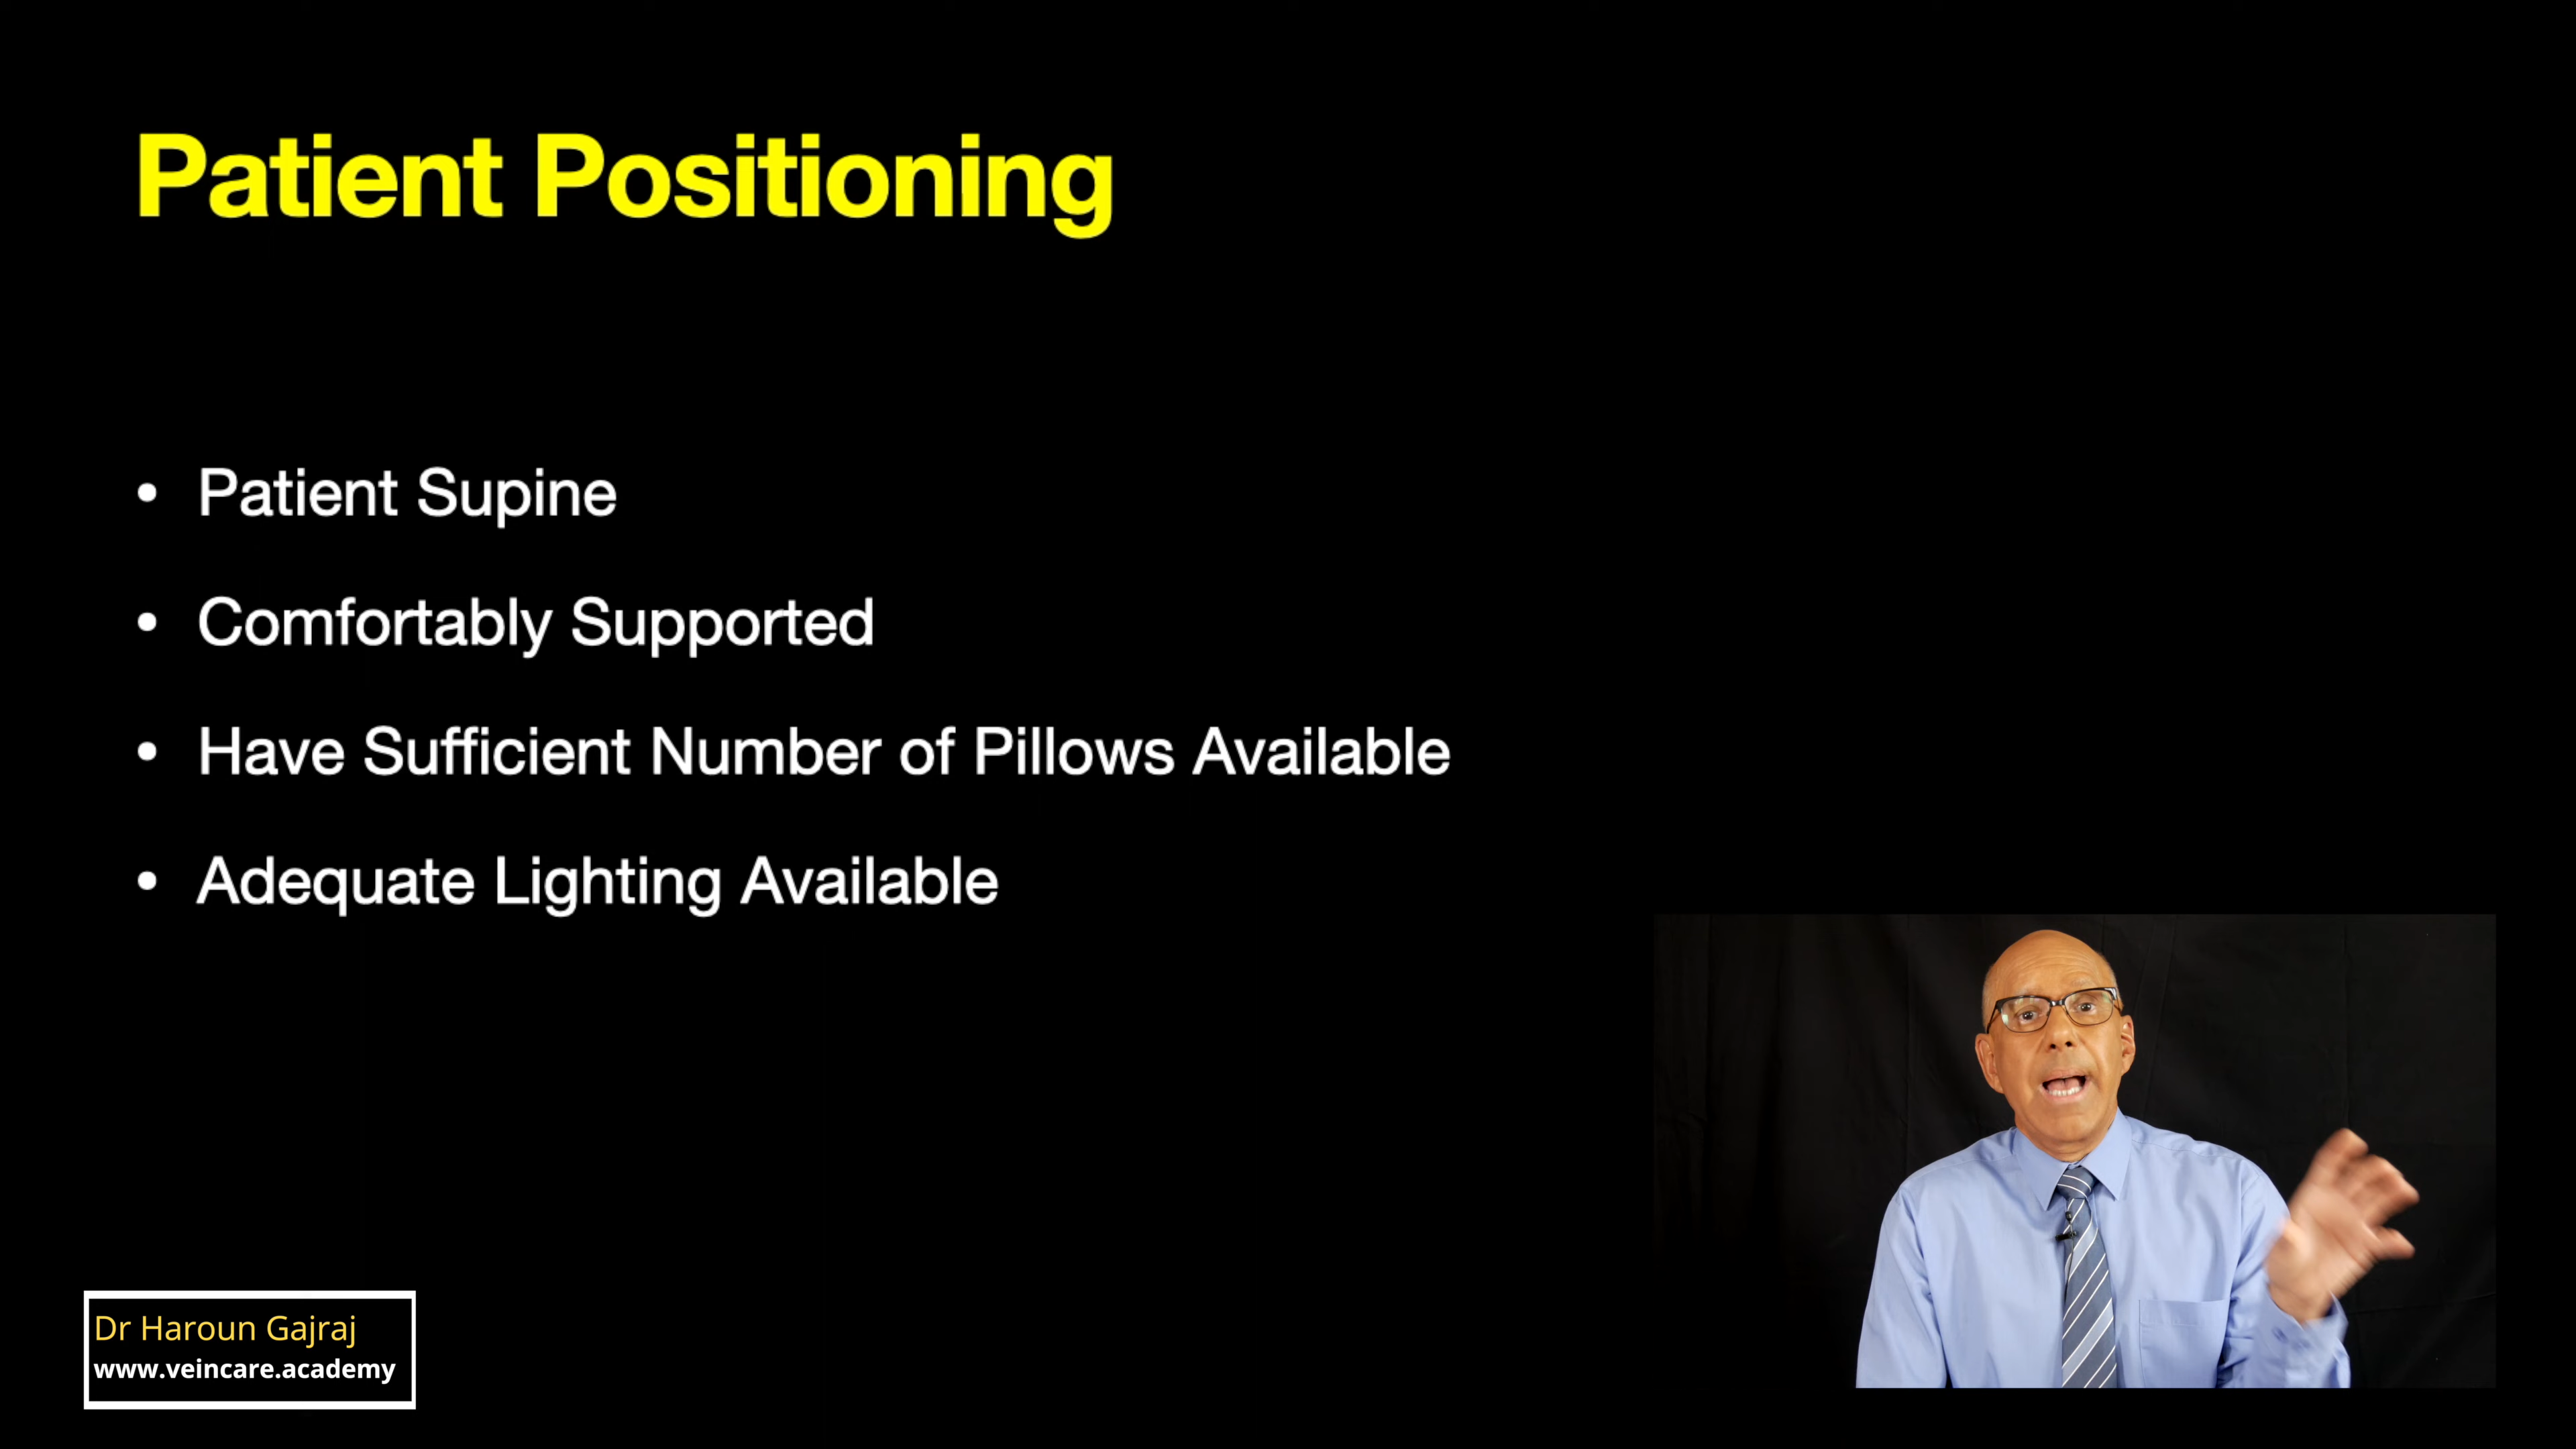 Patient Positioning
• Patient Supine
• Comfortably Supported
• Have Sufficient Number of Pillows Available
• Adequate Lighting Available
Dr Haroun Gajraj
www.veincare.academy